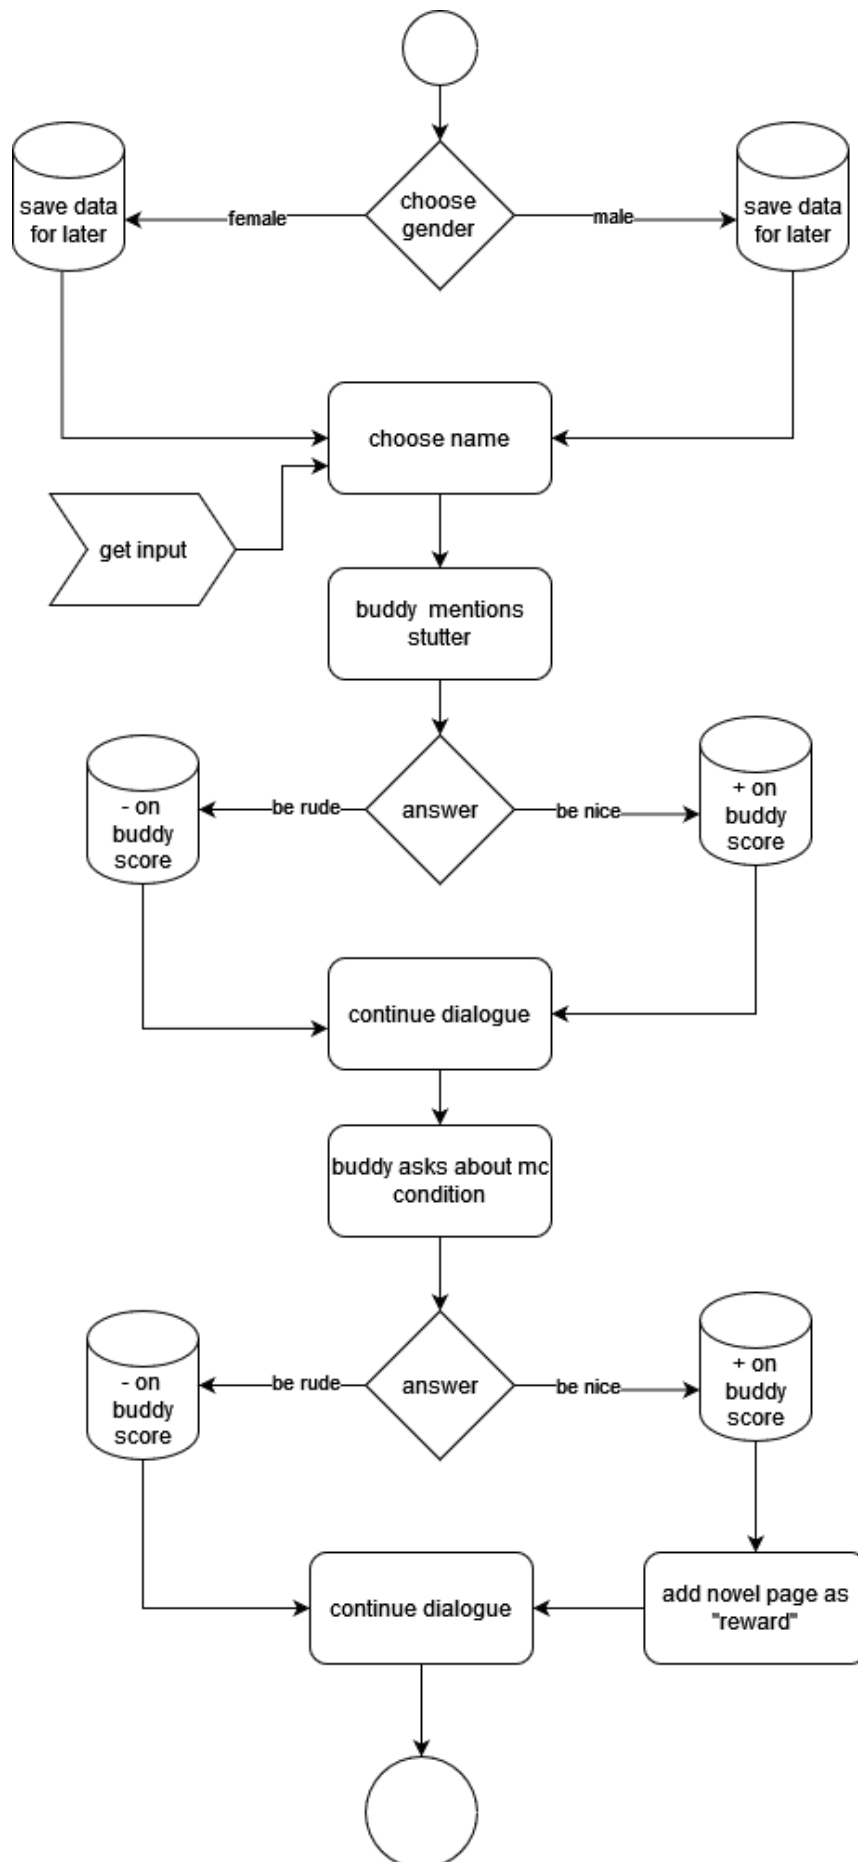 choose
gender
female
male
save data
for later
save data
for later
choose name
get input
buddy mentions
stutter
answer
be rude
be nice
- on
buddy
score
+ on
buddy
score
continue dialogue
buddy asks about mc
condition
answer
be rude
be nice
- on
buddy
score
+ on
buddy
score
continue dialogue
add novel page as
"reward"